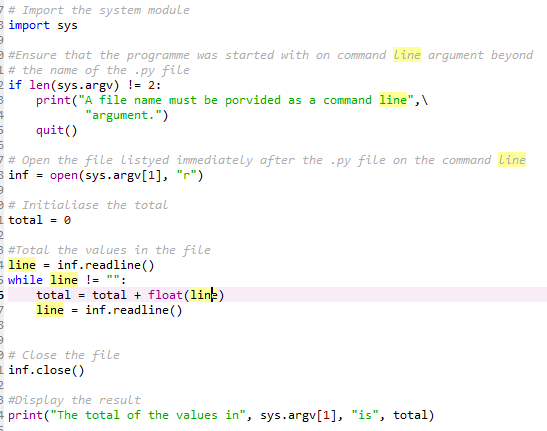 # Import the system module
import sys
#Ensure that the programme was started with on command line argument beyond
# the name of the .py file
if len(sys.argv) != 2:
    print("A file name must be porvided as a command line",\
          "argument.")
    quit()
# Open the file listyed immediately after the .py file on the command line
inf = open(sys.argv[1], "r")
# Initialiase the total
total = 0
#Total the values in the file
line = inf.readline()
while line != "":
    total = total + float(line)
    line = inf.readline()
# Close the file
inf.close()
#Display the result
print("The total of the values in", sys.argv[1], "is", total)